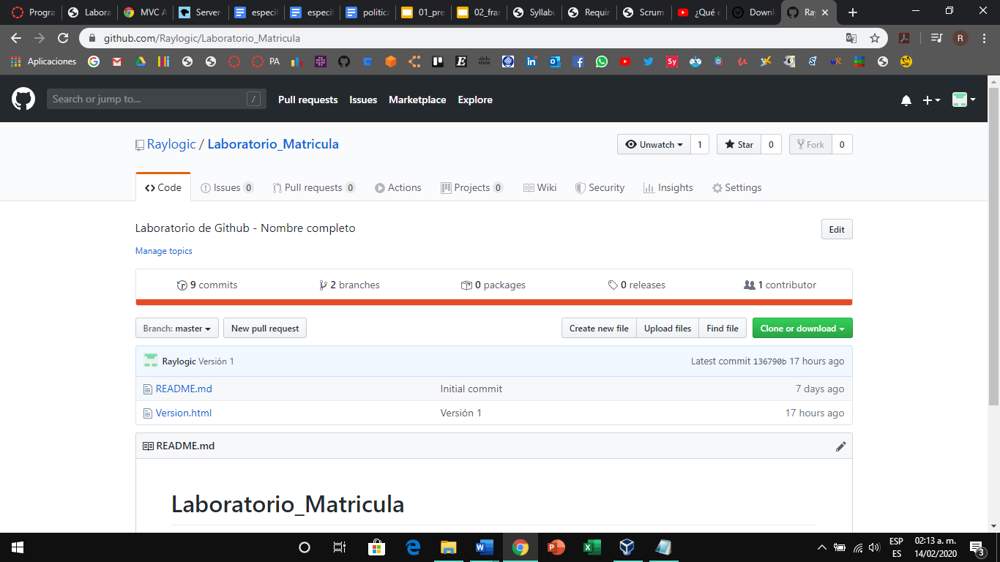 Progra
Labora
MVC A
Server-
especif
especif
politica
01_pre
02_frar
Syllabu
Requir
Scrum
¿Qué e
Downl
Ray
github.com/Raylogic/Laboratorio_Matricula
R
Aplicaciones
PA
Search or jump to... /
Pull requests Issues Marketplace Explore
Raylogic / Laboratorio_Matricula
Unwatch 1 Star 0 Fork 0
Code Issues 0 Pull requests 0 Actions Projects 0 Wiki Security Insights Settings
Laboratorio de Github - Nombre completo
Edit
Manage topics
9 commits 2 branches 0 packages 0 releases 1 contributor
Branch: master New pull request Create new file Upload files Find file Clone or download
Raylogic Versión 1 Latest commit 136790b 17 hours ago
README.md Initial commit 7 days ago
Version.html Versión 1 17 hours ago
README.md
Laboratorio_Matricula
ESP 02:13 a. m.
ES 14/02/2020
3